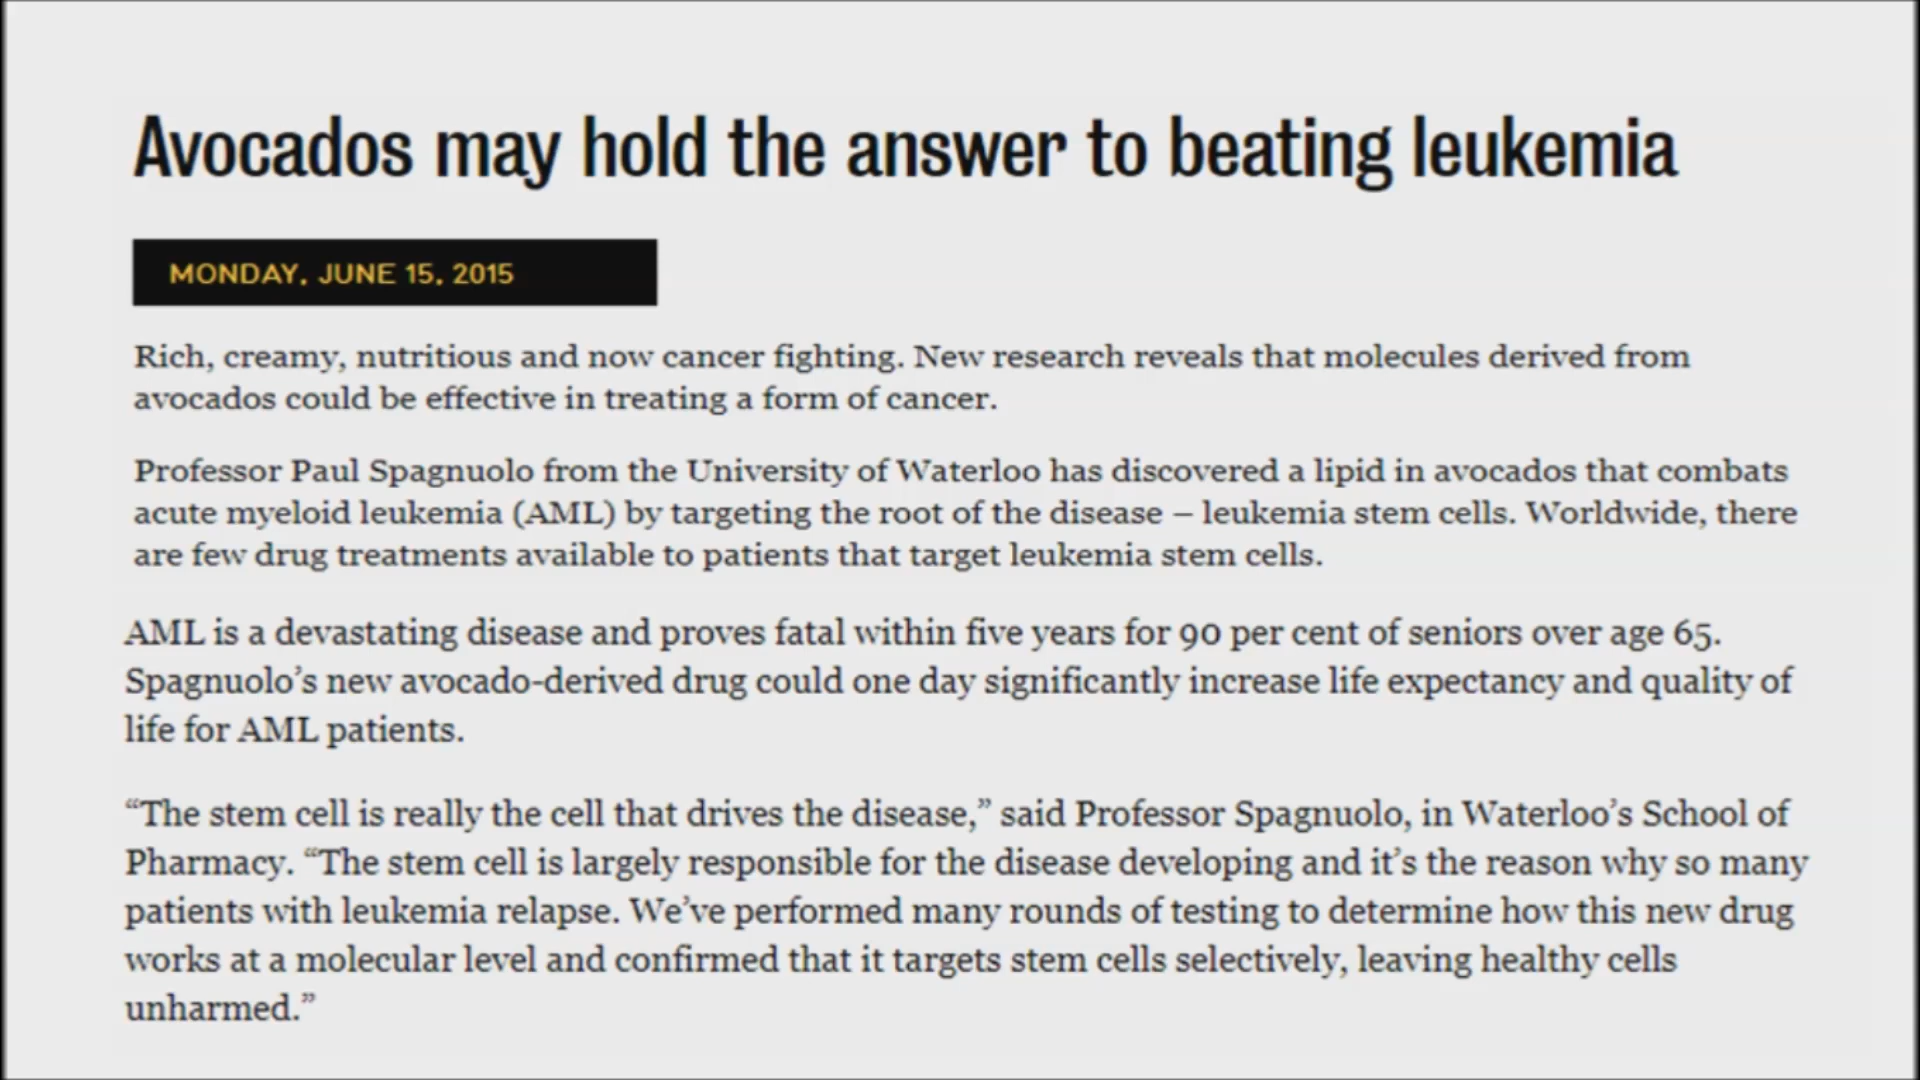 Avocados may hold the answer to beating leukemia
MONDAY, JUNE 15, 2015
Rich, creamy, nutritious and now cancer fighting. New research reveals that molecules derived from
avocados could be effective in treating a form of cancer.
Professor Paul Spagnuolo from the University of Waterloo has discovered a lipid in avocados that combats
acute myeloid leukemia (AML) by targeting the root of the disease – leukemia stem cells. Worldwide, there
are few drug treatments available to patients that target leukemia stem cells.
AML is a devastating disease and proves fatal within five years for 90 per cent of seniors over age 65.
Spagnuolo’s new avocado-derived drug could one day significantly increase life expectancy and quality of
life for AML patients.
“The stem cell is really the cell that drives the disease,” said Professor Spagnuolo, in Waterloo’s School of
Pharmacy. “The stem cell is largely responsible for the disease developing and it’s the reason why so many
patients with leukemia relapse. We’ve performed many rounds of testing to determine how this new drug
works at a molecular level and confirmed that it targets stem cells selectively, leaving healthy cells
unharmed.”